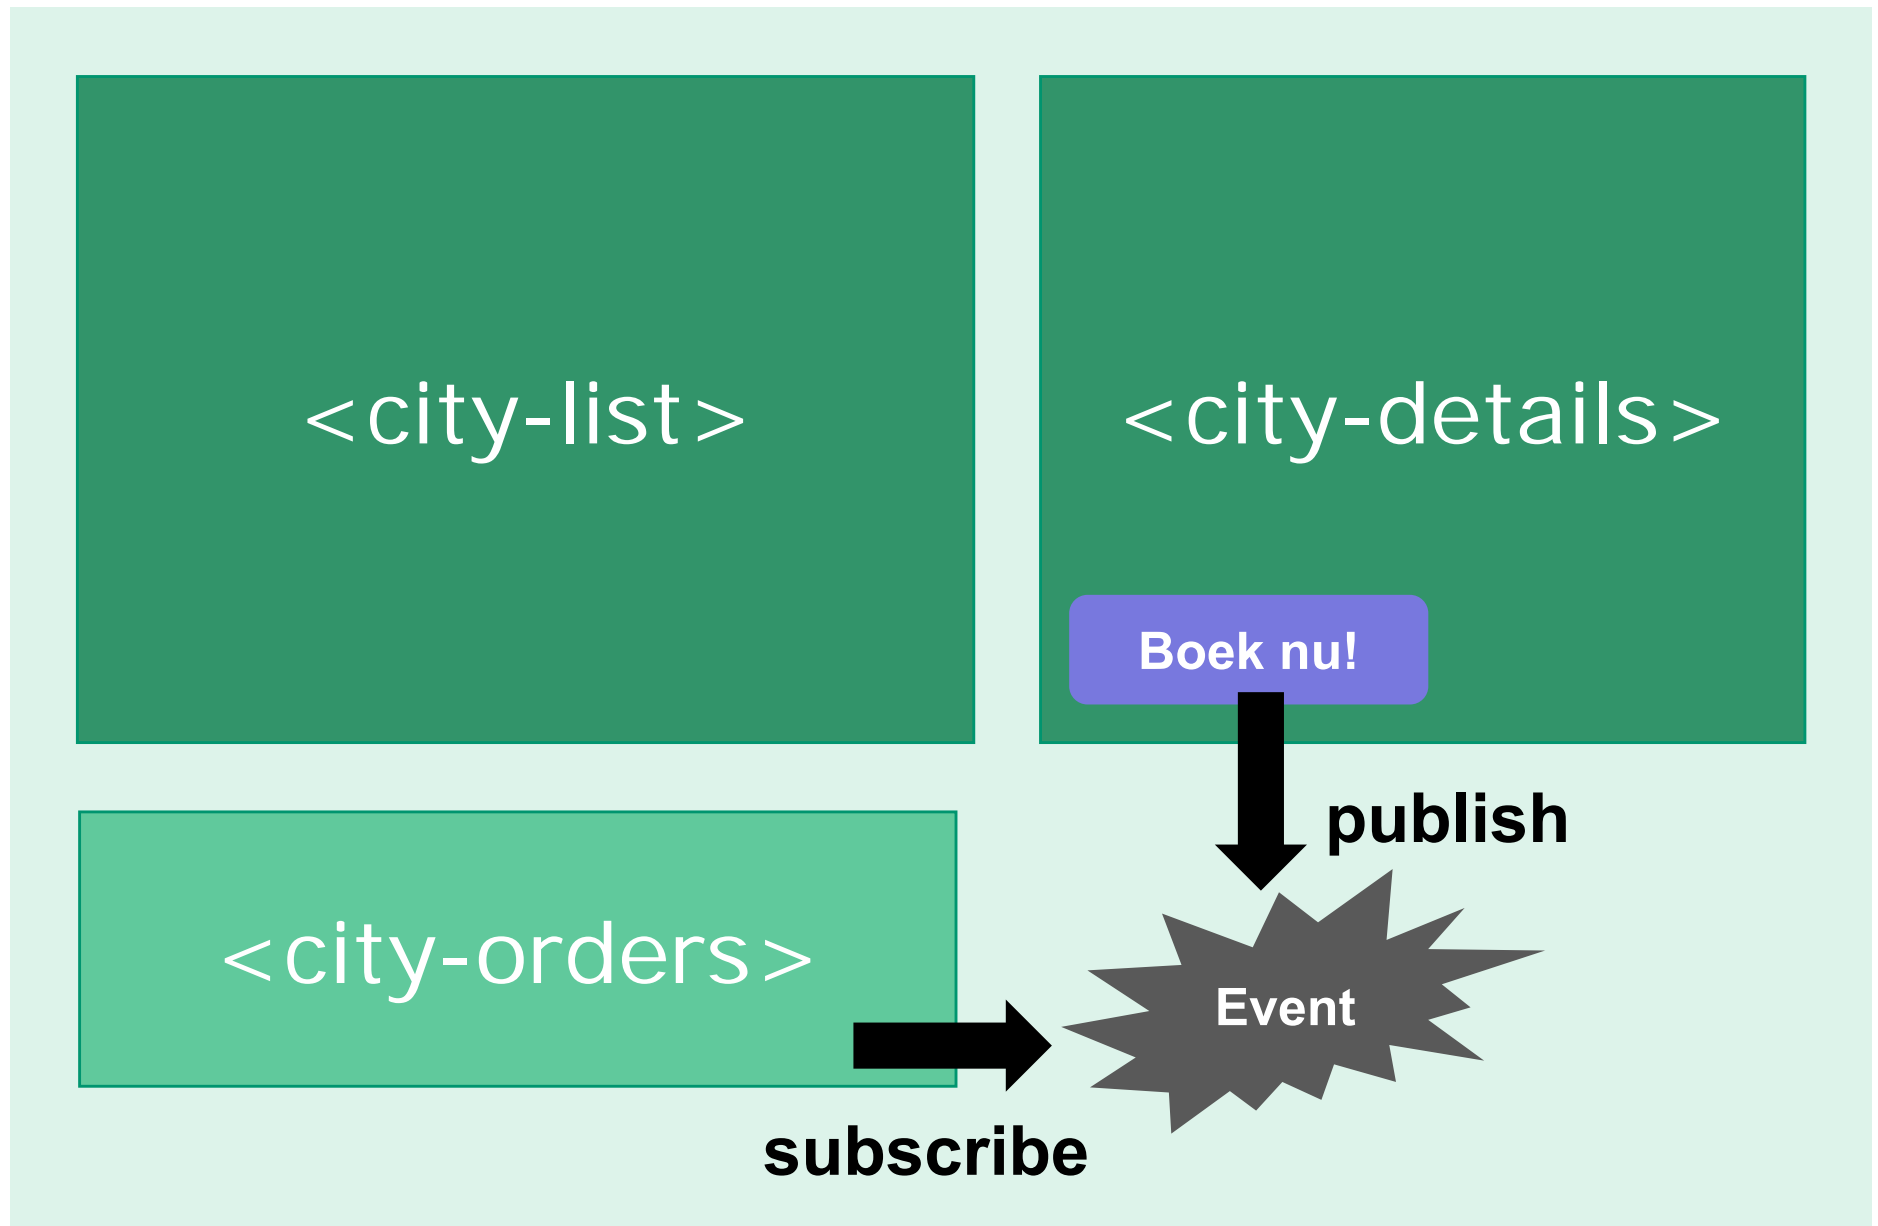 <city-list>
<city-details>
Boek nu!
publish
<city-orders>
Event
subscribe